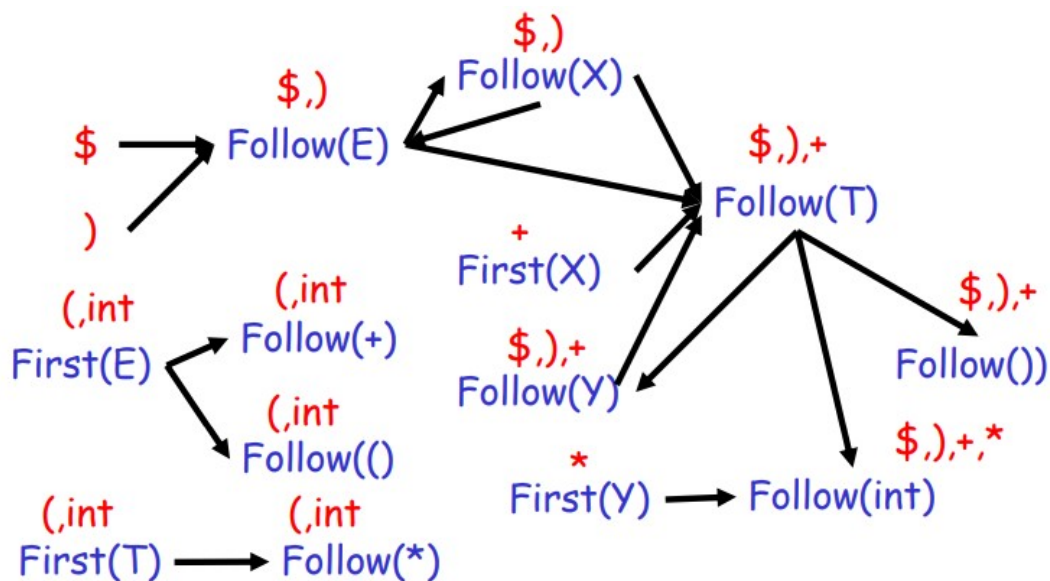 $,)
Follow(X)
$,)
$
Follow(E)
$,),+
Follow(T)
)
+
First(X)
(,int
(,int
First(E)
Follow(+)
$,),+
Follow(Y)
$,),+
Follow())
(,int
Follow(()
*
First(Y)
$,),+,*
Follow(int)
(,int
First(T)
(,int
Follow(*)